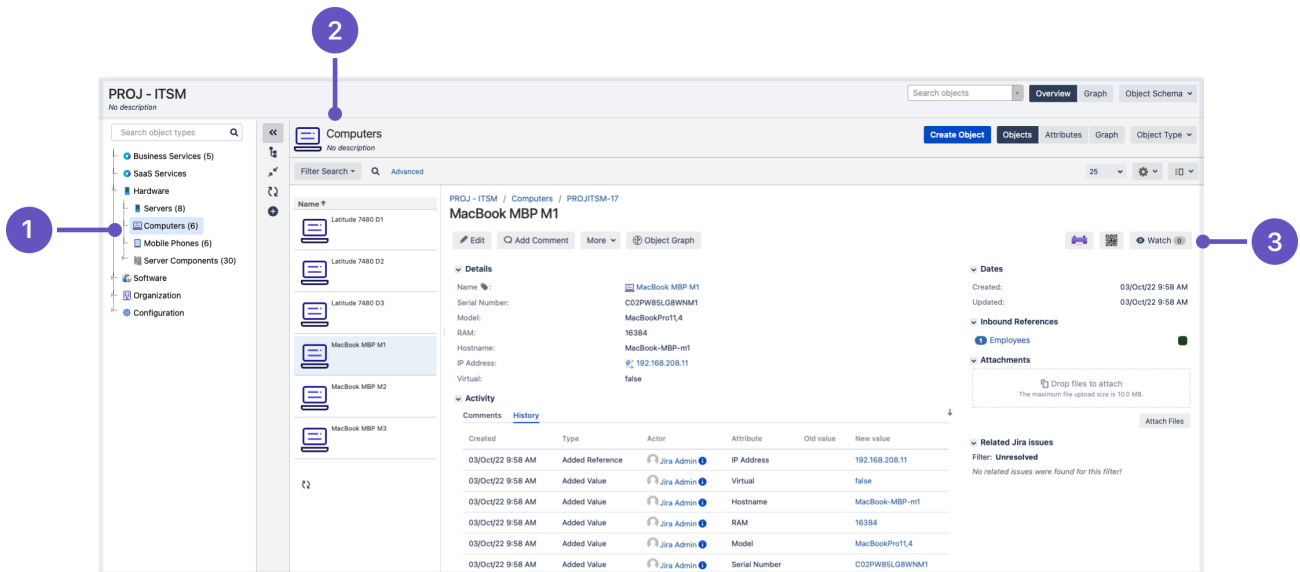 2
PROJ - ITSM
No description
Search objects
Overview Graph Object Schema
Search object types
Business Services (5)
SaaS Services
Hardware
Servers (8)
Computers (6)
Mobile Phones (6)
Server Components (30)
Software
Organization
Configuration
1
Computers
No description
Create Object Objects Attributes Graph Object Type
Filter Search Advanced 25
Name
Latitude 7480 D1
Latitude 7480 D2
Latitude 7480 D3
MacBook MBP M1
MacBook MBP M2
MacBook MBP M3
PROJ - ITSM / Computers / PROJITSM-17
MacBook MBP M1
Edit Add Comment More Object Graph
Watch 0
3
Details
Name :
MacBook MBP M1
Serial Number: C02PW85LG8WNM1
Model: MacBookPro11,4
RAM: 16384
Hostname: MacBook-MBP-m1
IP Address: 192.168.208.11
Virtual: false
Activity
Comments History
Created Type Actor Attribute Old value New value
03/Oct/22 9:58 AM Added Reference Jira Admin IP Address 192.168.208.11
03/Oct/22 9:58 AM Added Value Jira Admin Virtual false
03/Oct/22 9:58 AM Added Value Jira Admin Hostname MacBook-MBP-m1
03/Oct/22 9:58 AM Added Value Jira Admin RAM 16384
03/Oct/22 9:58 AM Added Value Jira Admin Model MacBookPro11,4
03/Oct/22 9:58 AM Added Value Jira Admin Serial Number C02PW85LG8WNM1
Dates
Created: 03/Oct/22 9:58 AM
Updated: 03/Oct/22 9:58 AM
Inbound References
1 Employees
Attachments
Drop files to attach
The maximum file upload size is 10.0 MB.
Attach Files
Related Jira issues
Filter: Unresolved
No related issues were found for this filter!